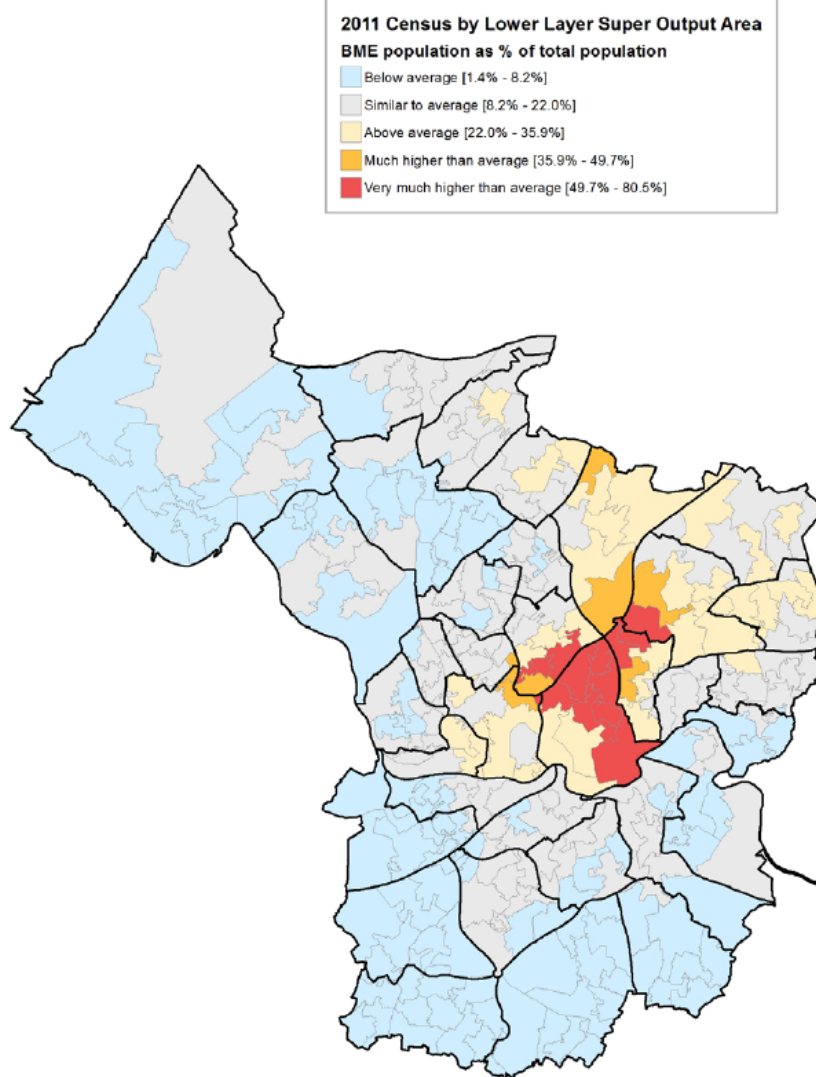 2011 Census by Lower Layer Super Output Area
BME population as % of total population
Below average [1.4% - 8.2%]
Similar to average [8.2% - 22.0%]
Above average [22.0% - 35.9%]
Much higher than average [35.9% - 49.7%]
Very much higher than average [49.7% - 80.5%]